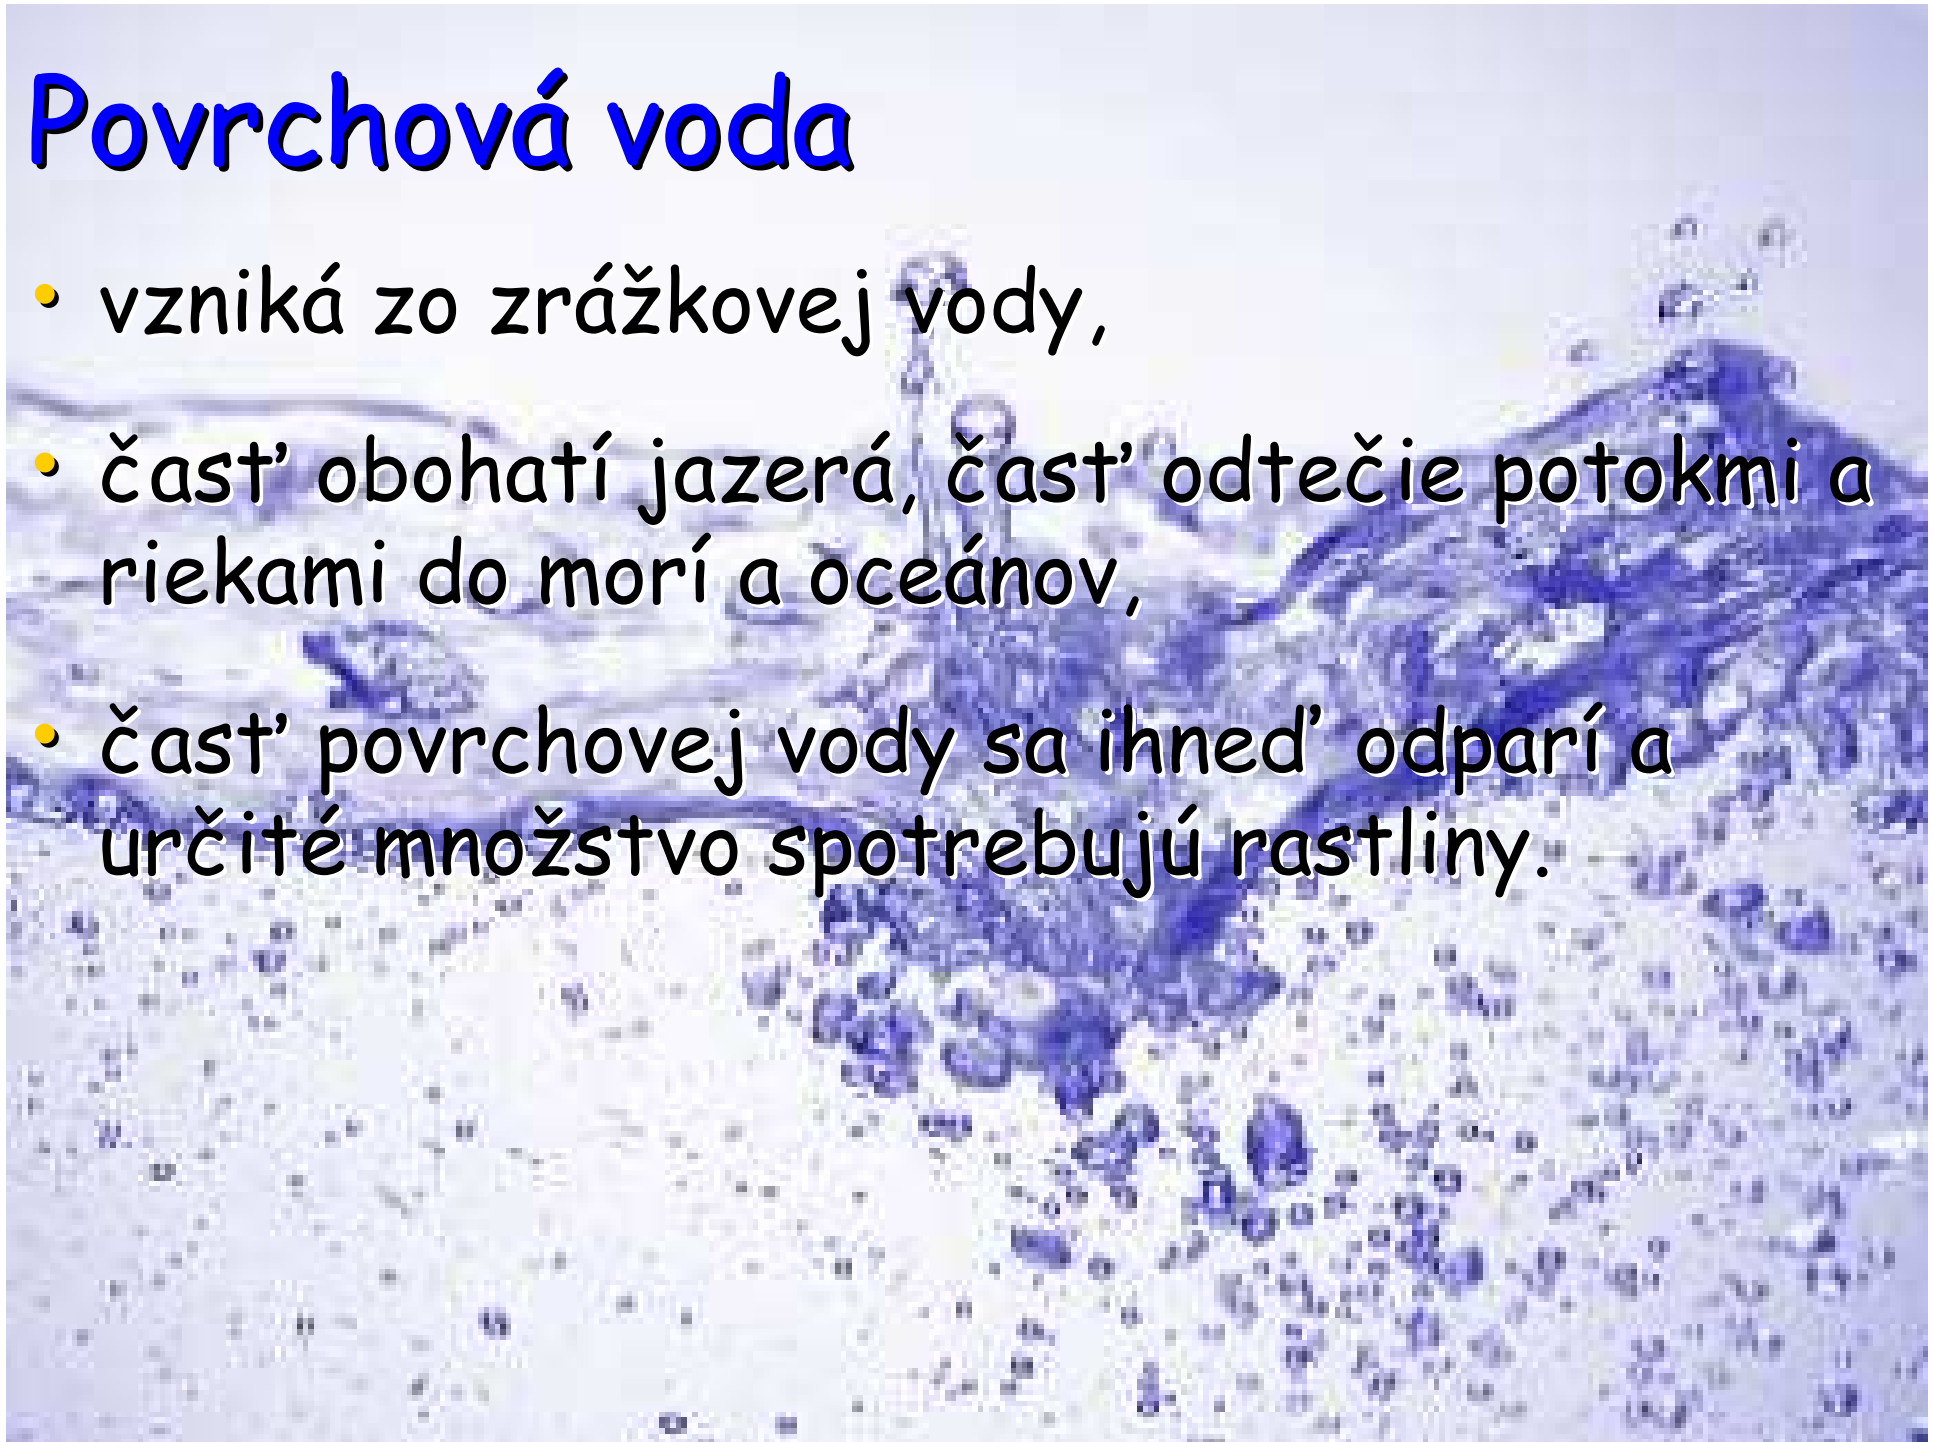 Povrchová voda
• vzniká zo zrážkovej vody,
• časť obohatí jazerá, časť odtečie potokmi a
riekami do morí a oceánov,
• časť povrchovej vody sa ihneď odparí a
určité množstvo spotrebujú rastliny.